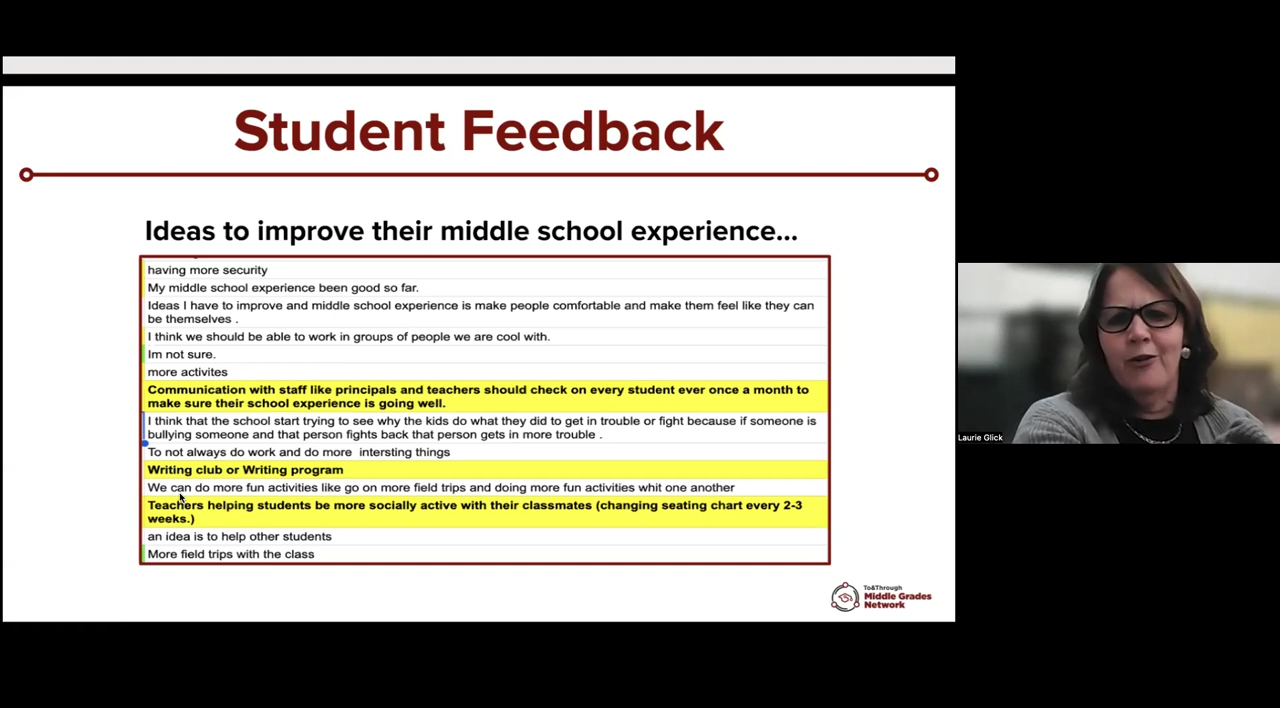 Student Feedback
Ideas to improve their middle school experience...
having more security
My middle school experience been good so far.
Ideas I have to improve and middle school experience is make people comfortable and make them feel like they can
be themselves .
I think we should be able to work in groups of people we are cool with.
Im not sure.
more activites
Communication with staff like principals and teachers should check on every student ever once a month to
make sure their school experience is going well.
I think that the school start trying to see why the kids do what they did to get in trouble or fight because if someone is
bullying someone and that person fights back that person gets in more trouble .
To not always do work and do more intersting things
Writing club or Writing program
We can do more fun activities like go on more field trips and doing more fun activities whit one another
Teachers helping students be more socially active with their classmates (changing seating chart every 2-3
weeks.)
an idea is to help other students
More field trips with the class
To&Through
Middle Grades
Network
Laurie Glick